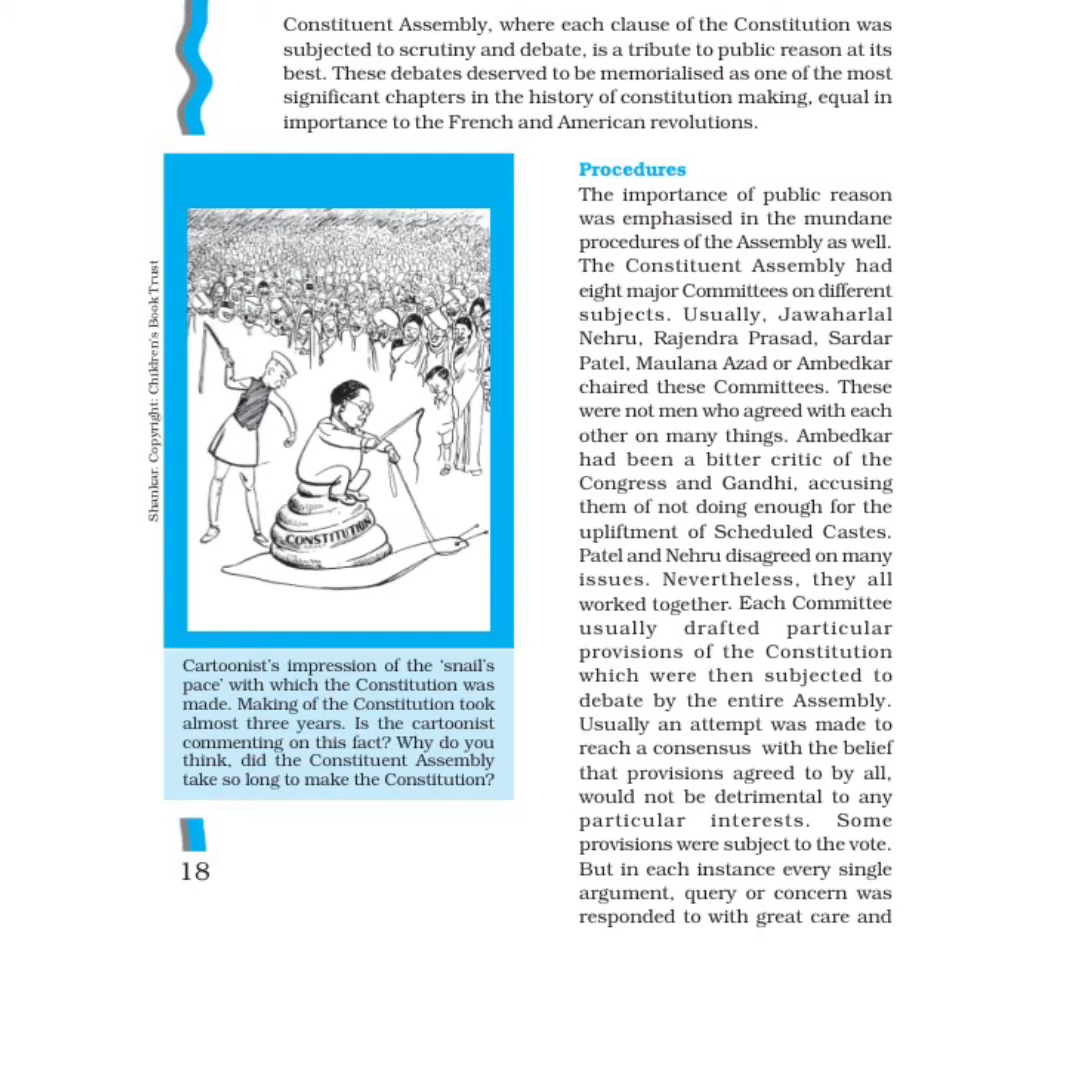 Constituent Assembly, where each clause of the Constitution was
subjected to scrutiny and debate, is a tribute to public reason at its
best. These debates deserved to be memorialised as one of the most
significant chapters in the history of constitution making, equal in
importance to the French and American revolutions.
Shankar. Copyright: Children's Book Trust
CONSTITUTION
Cartoonist's impression of the 'snail's
pace' with which the Constitution was
made. Making of the Constitution took
almost three years. Is the cartoonist
commenting on this fact? Why do you
think, did the Constituent Assembly
take so long to make the Constitution?
18
Procedures
The importance of public reason
was emphasised in the mundane
procedures of the Assembly as well.
The Constituent Assembly had
eight major Committees on different
subjects. Usually, Jawaharlal
Nehru, Rajendra Prasad, Sardar
Patel, Maulana Azad or Ambedkar
chaired these Committees. These
were not men who agreed with each
other on many things. Ambedkar
had been a bitter critic of the
Congress and Gandhi, accusing
them of not doing enough for the
upliftment of Scheduled Castes.
Patel and Nehru disagreed on many
issues. Nevertheless, they all
worked together. Each Committee
usually drafted particular
provisions of the Constitution
which were then subjected to
debate by the entire Assembly.
Usually an attempt was made to
reach a consensus with the belief
that provisions agreed to by all,
would not be detrimental to any
particular interests. Some
provisions were subject to the vote.
But in each instance every single
argument, query or concern was
responded to with great care and